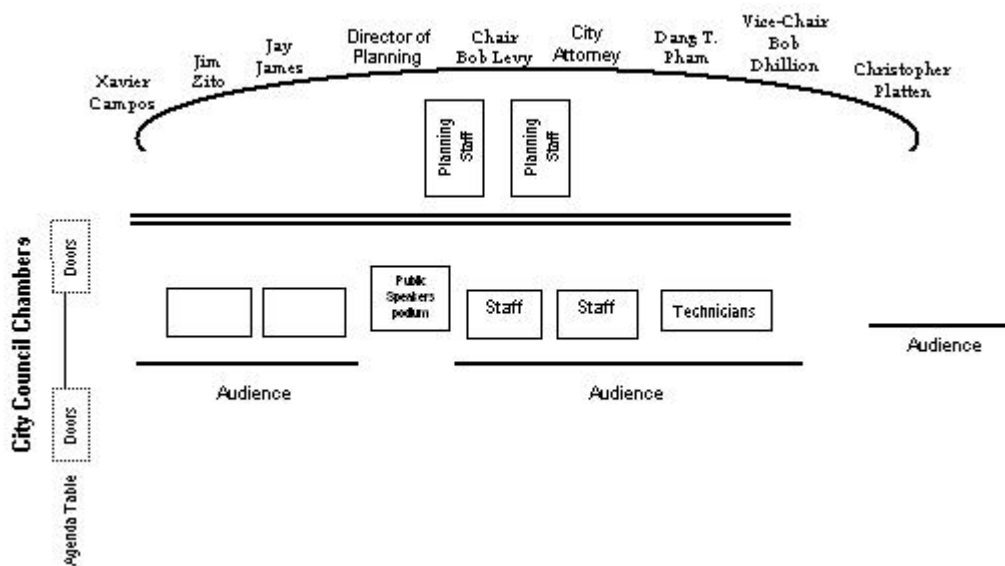 Xavier
Campos
Jim
Zito
Jay
James
Director of
Planning
Chair
Bob Levy
City
Attorney
Dang T.
Pham
Vice-Chair
Bob
Dhillion
Christopher
Platten
Planning
Staff
Planning
Staff
City Council Chambers
Doors
Doors
Agenda Table
Public
Speakers
podium
Staff
Staff
Technicians
Audience
Audience
Audience